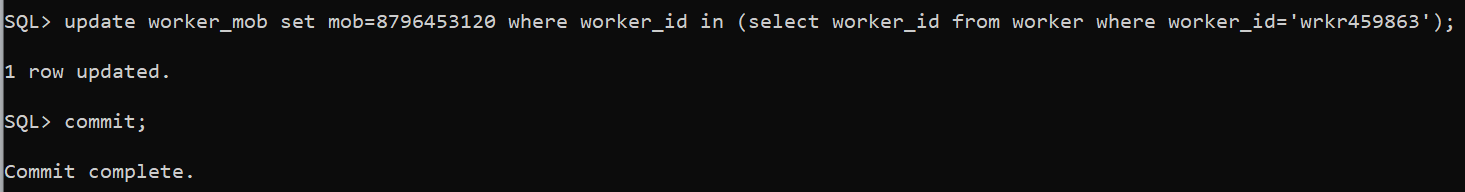 SQL> update worker_mob set mob=8796453120 where worker_id in (select worker_id from worker where worker_id='wrkr459863');
1 row updated.
SQL> commit;
Commit complete.